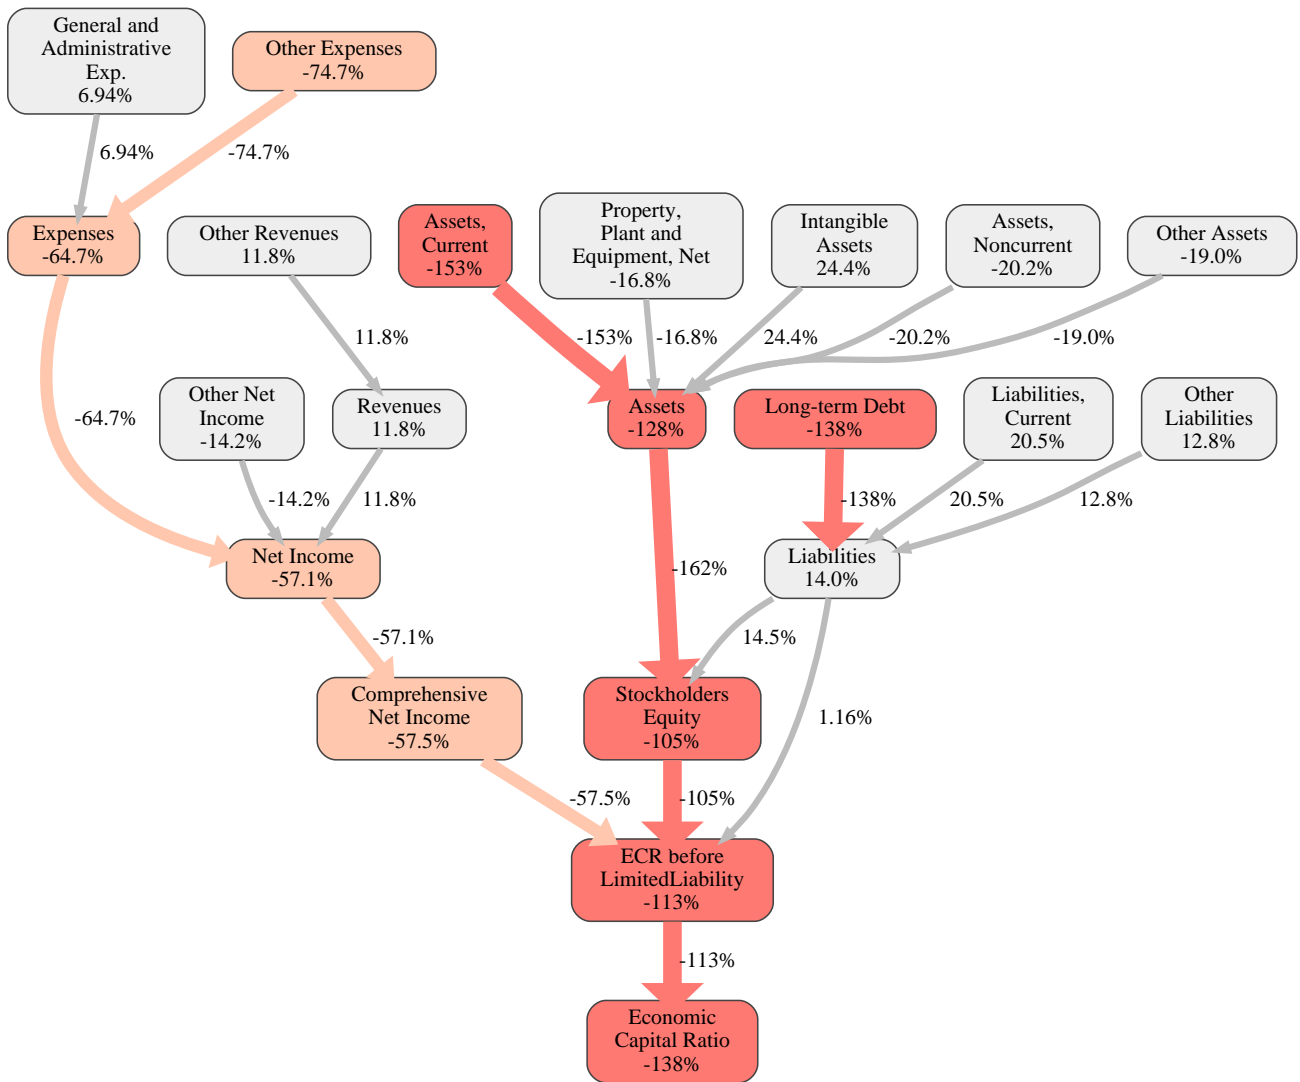 General and
Administrative
Exp.
6.94%
Other Expenses
-74.7%
6.94%
-74.7%
Expenses
-64.7%
Other Revenues
11.8%
Assets,
Current
-153%
Property,
Plant and
Equipment, Net
-16.8%
Intangible
Assets
24.4%
Assets,
Noncurrent
-20.2%
Other Assets
-19.0%
11.8%
-153%
-16.8%
24.4%
-20.2%
-19.0%
-64.7%
Other Net
Income
-14.2%
Revenues
11.8%
Assets
-128%
Long-term Debt
-138%
Liabilities,
Current
20.5%
Other
Liabilities
12.8%
-14.2%
11.8%
-138%
20.5%
12.8%
Net Income
-57.1%
-162%
Liabilities
14.0%
-57.1%
14.5%
Comprehensive
Net Income
-57.5%
Stockholders
Equity
-105%
1.16%
-57.5%
-105%
ECR before
LimitedLiability
-113%
-113%
Economic
Capital Ratio
-138%